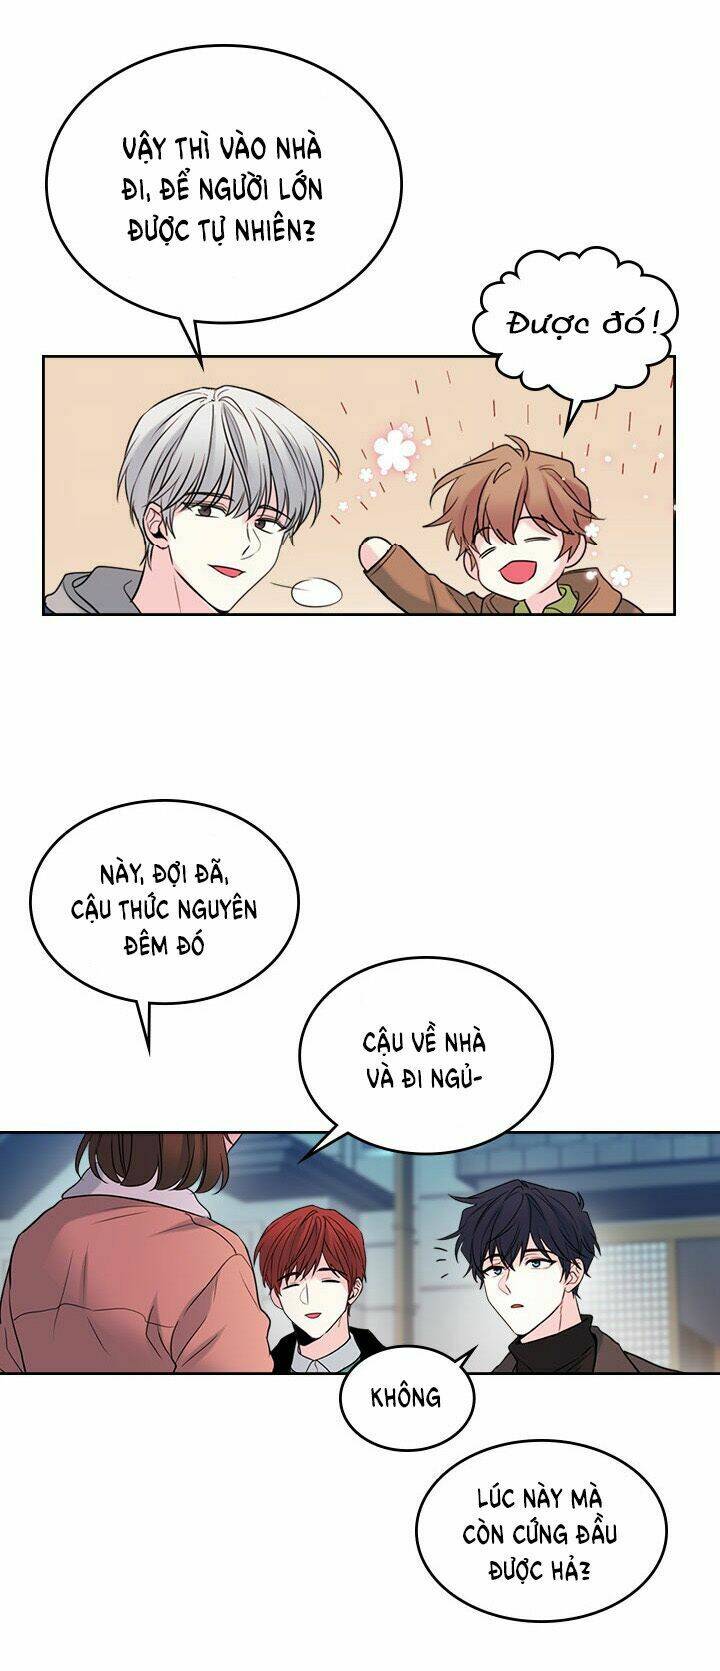 VẬY THÌ VÀO NHÀ
ĐI, ĐỂ NGƯỜI LỚN
ĐƯỢC TỰ NHIÊN?
Được đó!
NÀY, ĐỢI ĐÃ,
CẬU THỨC NGUYÊN
ĐÊM ĐÓ
CẬU VỀ NHÀ
VÀ ĐI NGỦ-
KHÔNG
LÚC NÀY MÀ
CÒN CỨNG ĐẦU
ĐƯỢC HẢ?